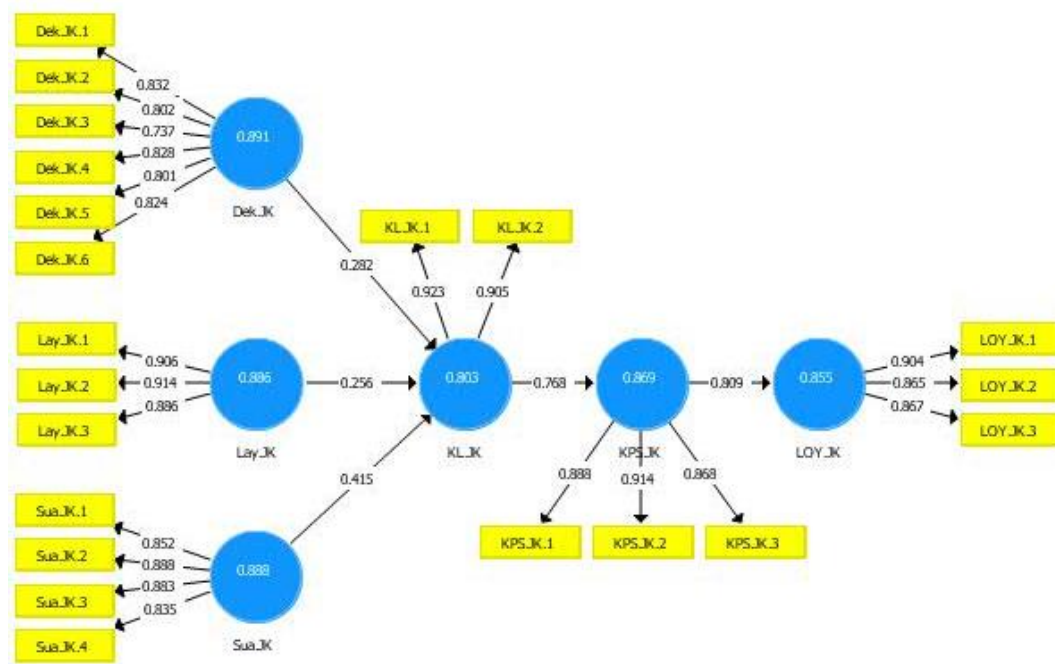 Dek.JK.1
Dek.JK.2
Dek.JK.3
Dek.JK.4
Dek.JK.5
Dek.JK.6
0.832
0.802
0.737
0.828
0.801
0.824
0.891
Dek.JK
0.282
KL.JK.1
KL.JK.2
0.923
0.905
Lay.JK.1
Lay.JK.2
Lay.JK.3
0.906
0.914
0.886
0.886
Lay.JK
0.256
0.803
KL.JK
0.768
0.869
KPS.JK
0.809
0.855
LOY.JK
0.904
0.865
0.867
LOY.JK.1
LOY.JK.2
LOY.JK.3
0.888
0.914
0.868
KPS.JK.1
KPS.JK.2
KPS.JK.3
0.415
Sua.JK.1
Sua.JK.2
Sua.JK.3
Sua.JK.4
0.852
0.888
0.883
0.835
0.888
Sua.JK